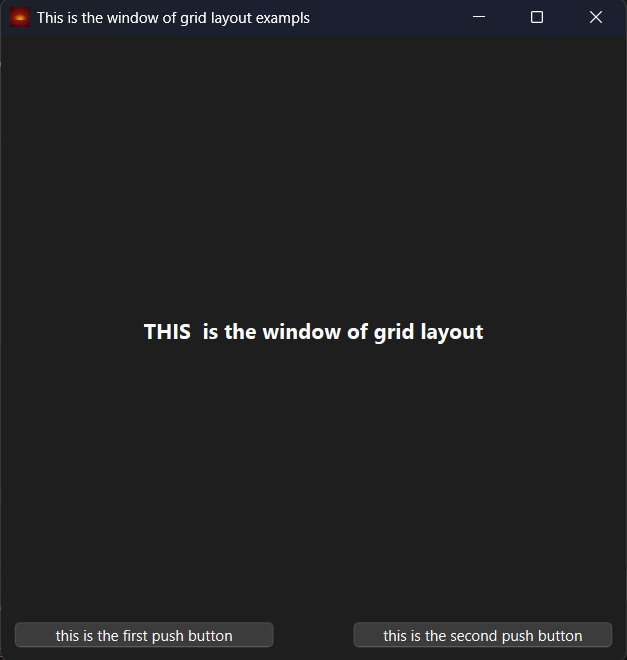 This is the window of grid layout exampls
THIS  is the window of grid layout
this is the first push button
this is the second push button